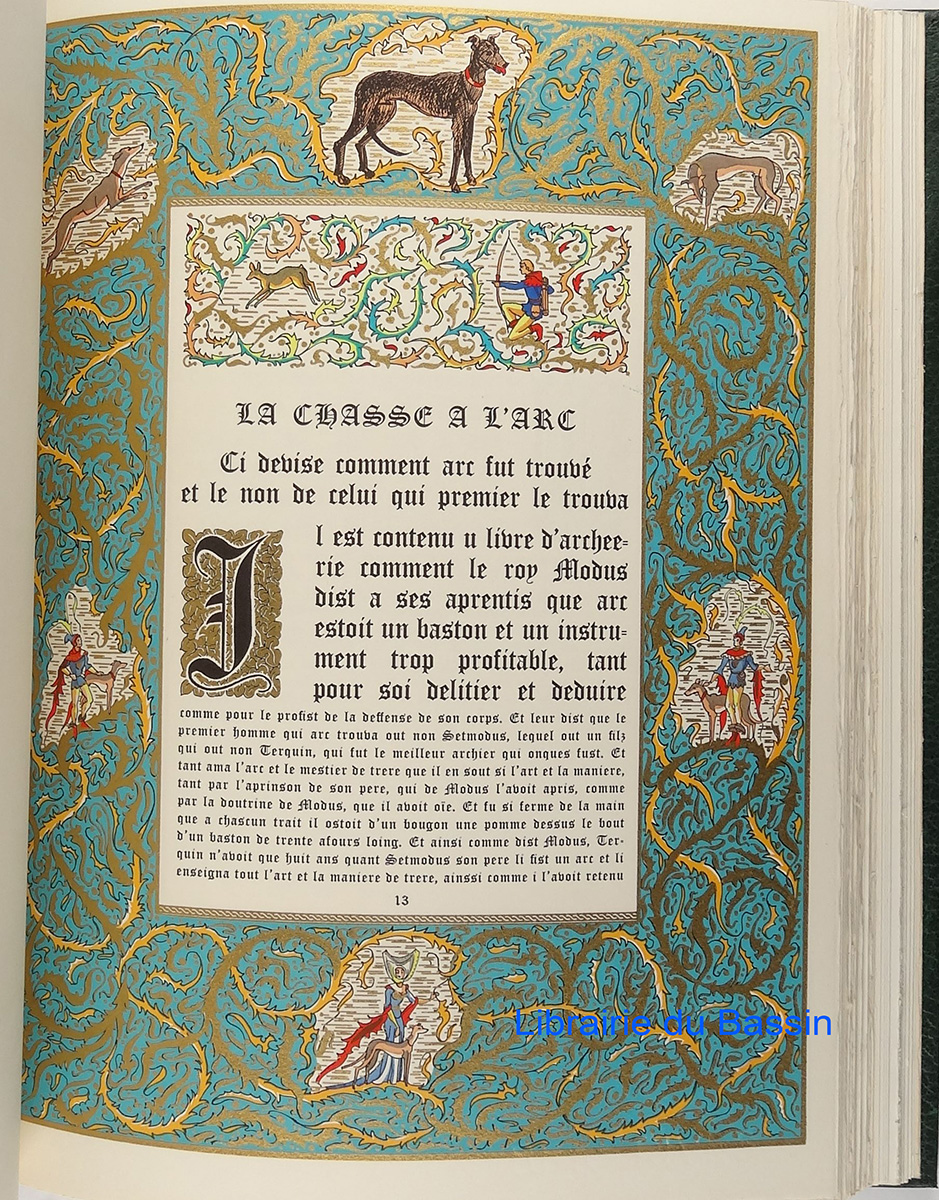 LA CHASSE A L'ARC
Ci devise comment arc fut trouvé
et le non de celui qui premier le trouva
Il est contenu u livre d'archee-
rie comment le roy Modus
dist a ses aprentis que arc
estoit un baston et un instru-
ment trop profitable, tant
pour soi delitier et deduire
comme pour le profist de la deffense de son corps. Et leur dist que le
premier homme qui arc trouva out non Setmodus, lequel out un filz
qui out non Terquin, qui fut le meilleur archier qui onques fust. Et
tant ama l'arc et le mestier de trere que il en sout si l'art et la maniere,
tant par l'aprinson de son pere, qui de Modus l'avoit apris, comme
par la doutrine de Modus, que il avoit oïe. Et fu si ferme de la main
que a chascun trait il ostoit d'un bougon une pomme dessus le bout
d'un baston de trente afours loing. Et ainsi comme dist Modus, Ter-
quin n'avoit que huit ans quant Setmodus son pere li fist un arc et li
enseigna tout l'art et la maniere de trere, ainssi comme i l'avoit retenu
13
Librairie du Bassin